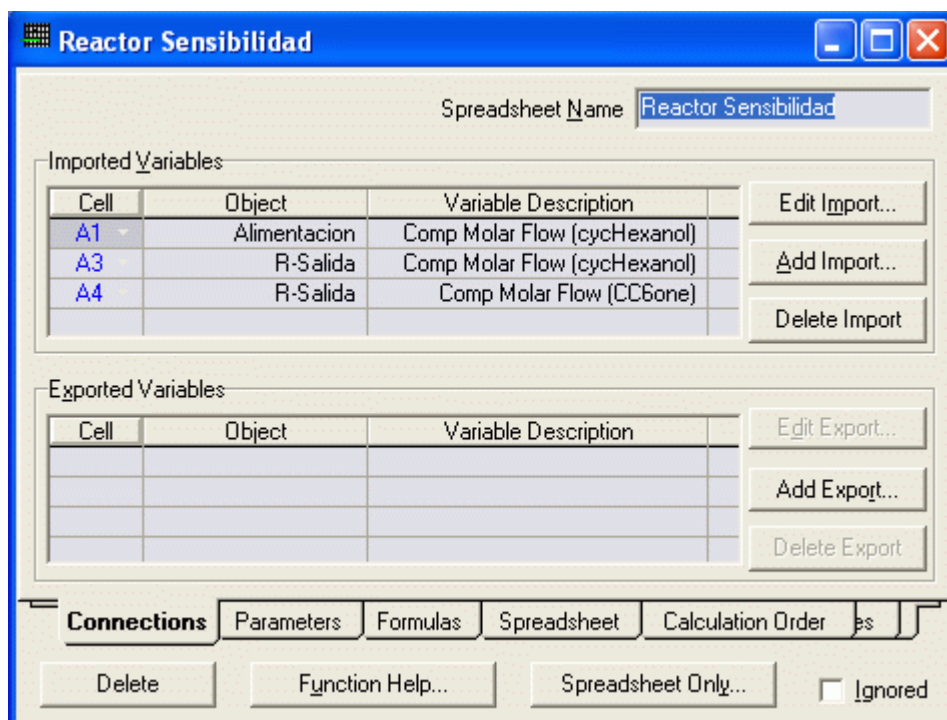 Reactor Sensibilidad
Spreadsheet Name Reactor Sensibilidad
Imported Variables
Cell Object Variable Description
A1 Alimentacion Comp Molar Flow (cycHexanol)
A3 R-Salida Comp Molar Flow (cycHexanol)
A4 R-Salida Comp Molar Flow (CC6one)
Edit Import...
Add Import...
Delete Import
Exported Variables
Cell Object Variable Description
Edit Export...
Add Export...
Delete Export
Connections Parameters Formulas Spreadsheet Calculation Order es
Delete Function Help... Spreadsheet Only... Ignored